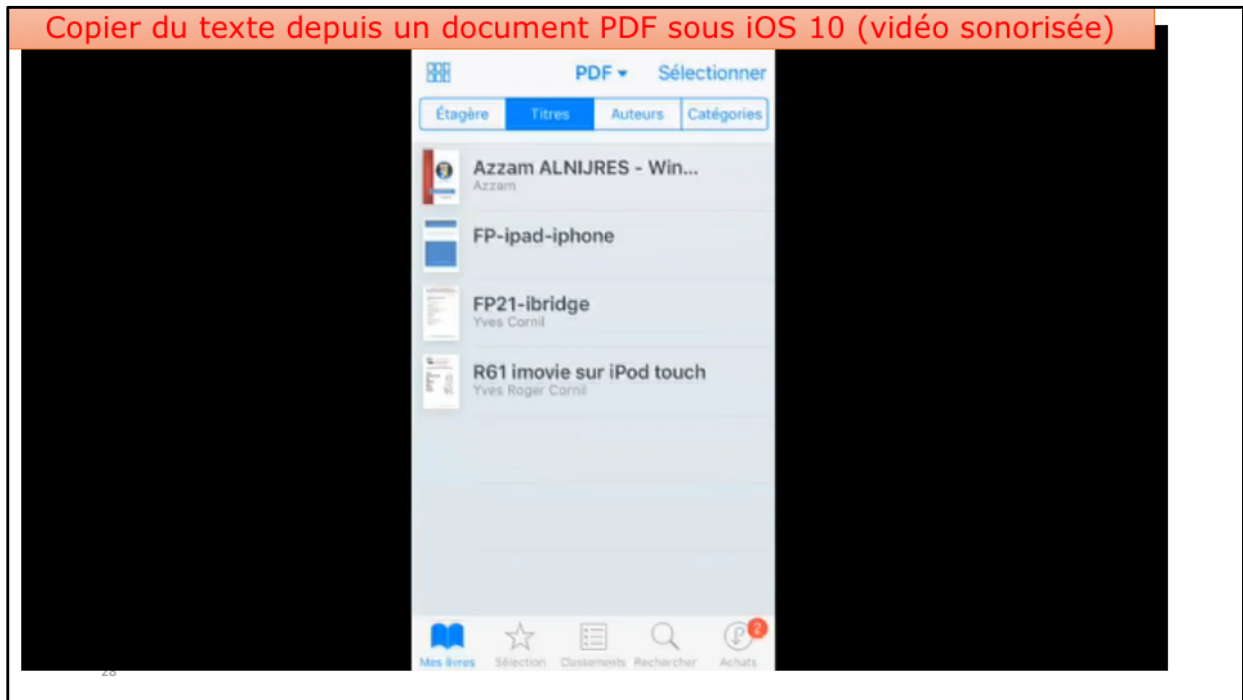 Copier du texte depuis un document PDF sous iOS 10 (vidéo sonorisée)
PDF Sélectionner
Étagère Titres Auteurs Catégories
Azzam ALNIJRES - Win...
Azzam
FP-ipad-iphone
FP21-ibridge
Yves Cornil
R61 imovie sur iPod touch
Yves Roger Cornil
2
Mes livres Sélection Classements Rechercher Achats
28